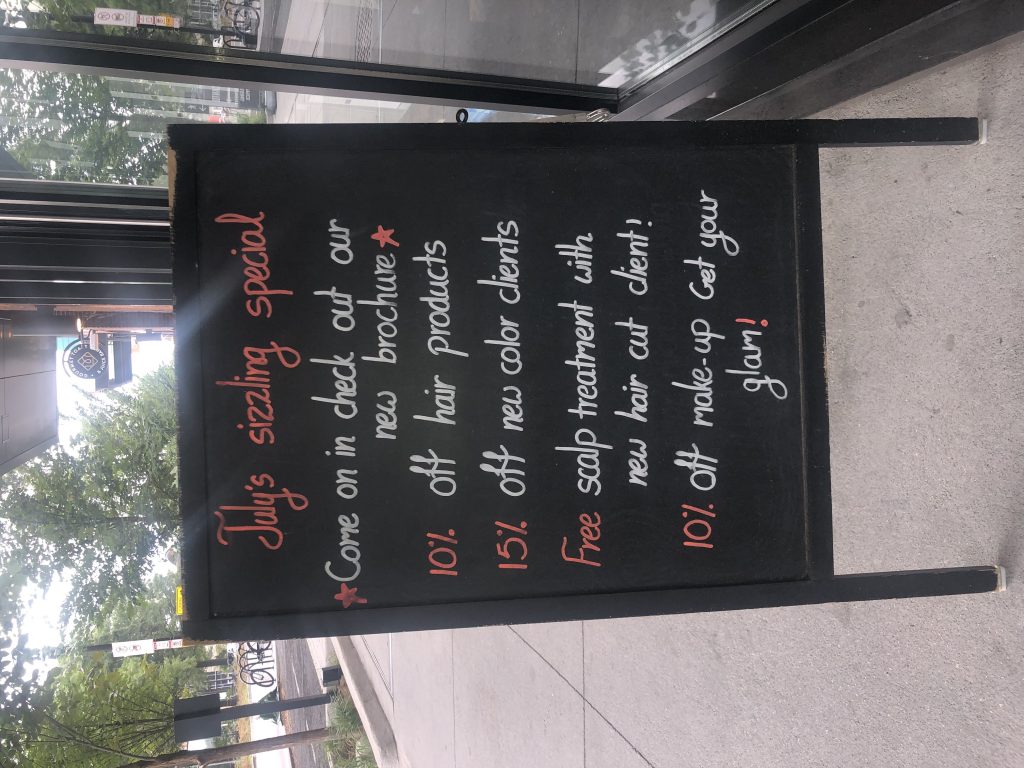 July's sizzling special
★Come on in check out our
new brochure★
10% off hair products
15% off new color clients
Free scalp treatment with
new hair cut client!
10% off make-up Get your
glam!